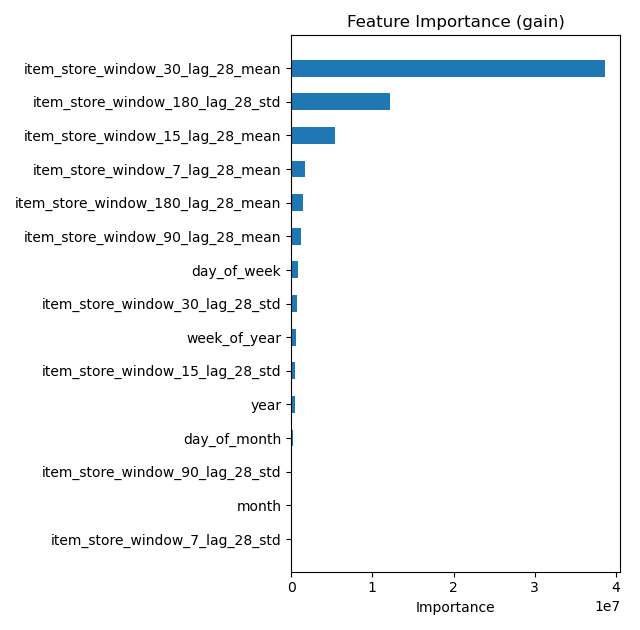 Feature Importance (gain)
item_store_window_30_lag_28_mean
item_store_window_180_lag_28_std
item_store_window_15_lag_28_mean
item_store_window_7_lag_28_mean
item_store_window_180_lag_28_mean
item_store_window_90_lag_28_mean
day_of_week
item_store_window_30_lag_28_std
week_of_year
item_store_window_15_lag_28_std
year
day_of_month
item_store_window_90_lag_28_std
month
item_store_window_7_lag_28_std
0 1 2 3 4
1e7
Importance